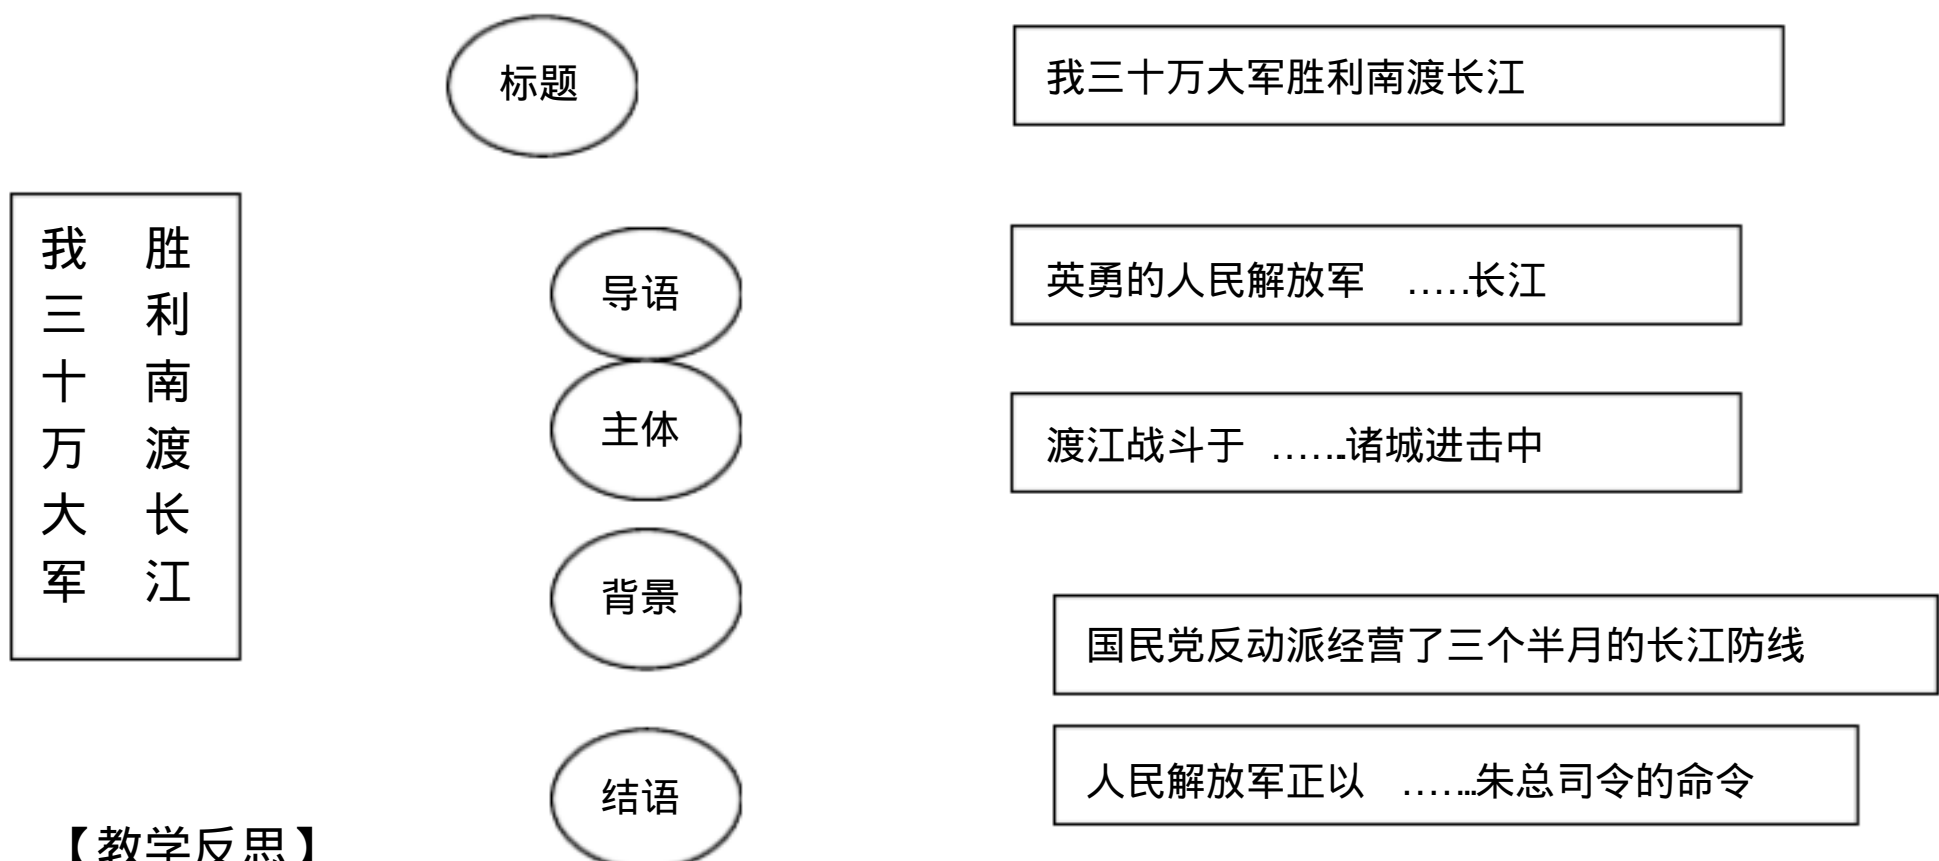 标题
我三十万大军胜利南渡长江
我三十万大军
胜利南渡长江
导语
英勇的人民解放军 …..长江
主体
渡江战斗于 …….诸城进击中
背景
国民党反动派经营了三个半月的长江防线
结语
人民解放军正以 ……..朱总司令的命令
【教学反思】